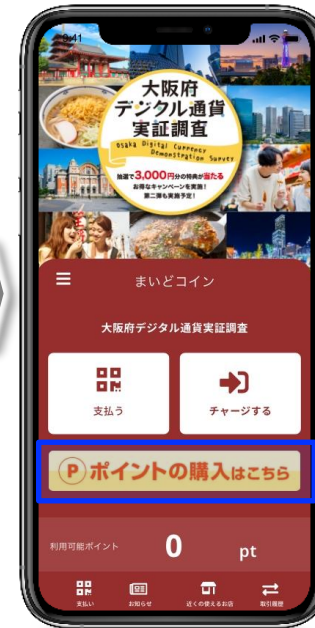 9:41
大阪府
デジタル通貨
実証調査
Osaka Digital Currency
Demonstration Survey
抽選で3,000円分の特典が当たる
お得なキャンペーンを実施!
第二弾も実施予定!
まいどコイン
大阪府デジタル通貨実証調査
支払う
チャージする
Pポイントの購入はこちら
利用可能ポイント 0 pt
支払い お知らせ 近くの使えるお店 取引履歴